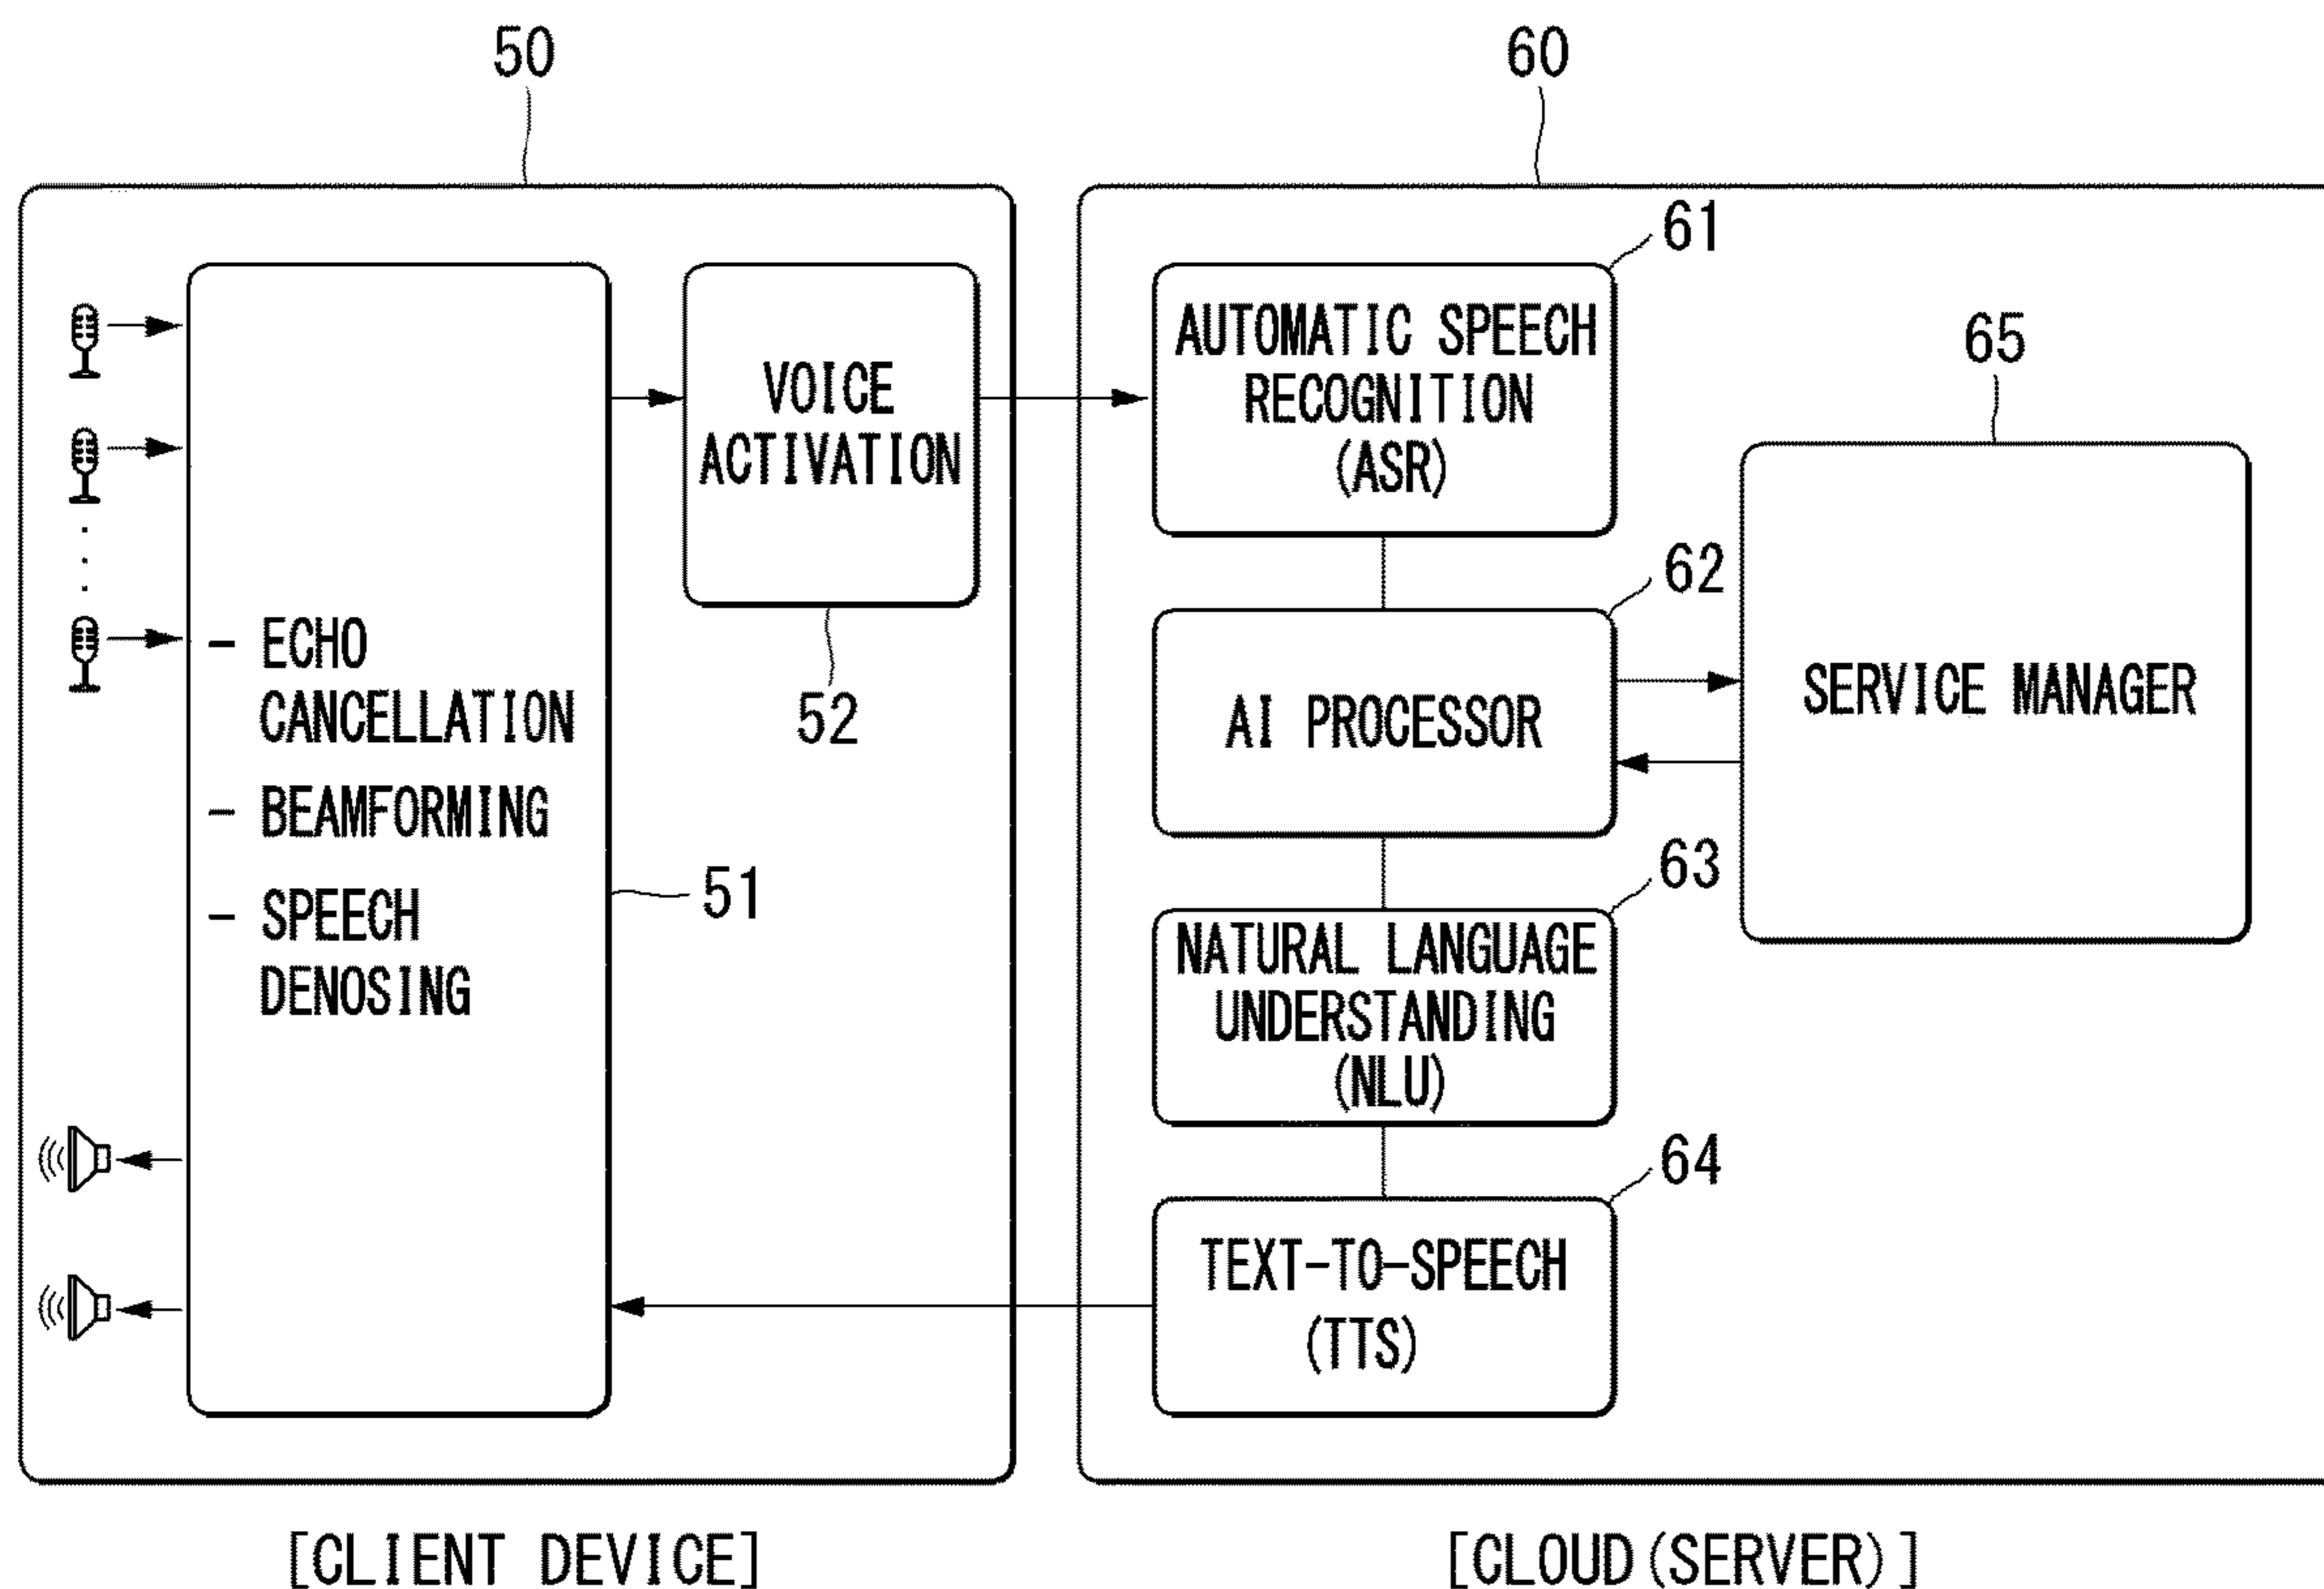 50
60
61
AUTOMATIC SPEECH
RECOGNITION
(ASR)
VOICE
ACTIVATION
65
62
- ECHO
CANCELLATION
52
AI PROCESSOR
SERVICE MANAGER
- BEAMFORMING
51
63
- SPEECH
DENOSING
NATURAL LANGUAGE
UNDERSTANDING
(NLU)
64
TEXT-TO-SPEECH
(TTS)
[CLIENT DEVICE]
[CLOUD(SERVER)]